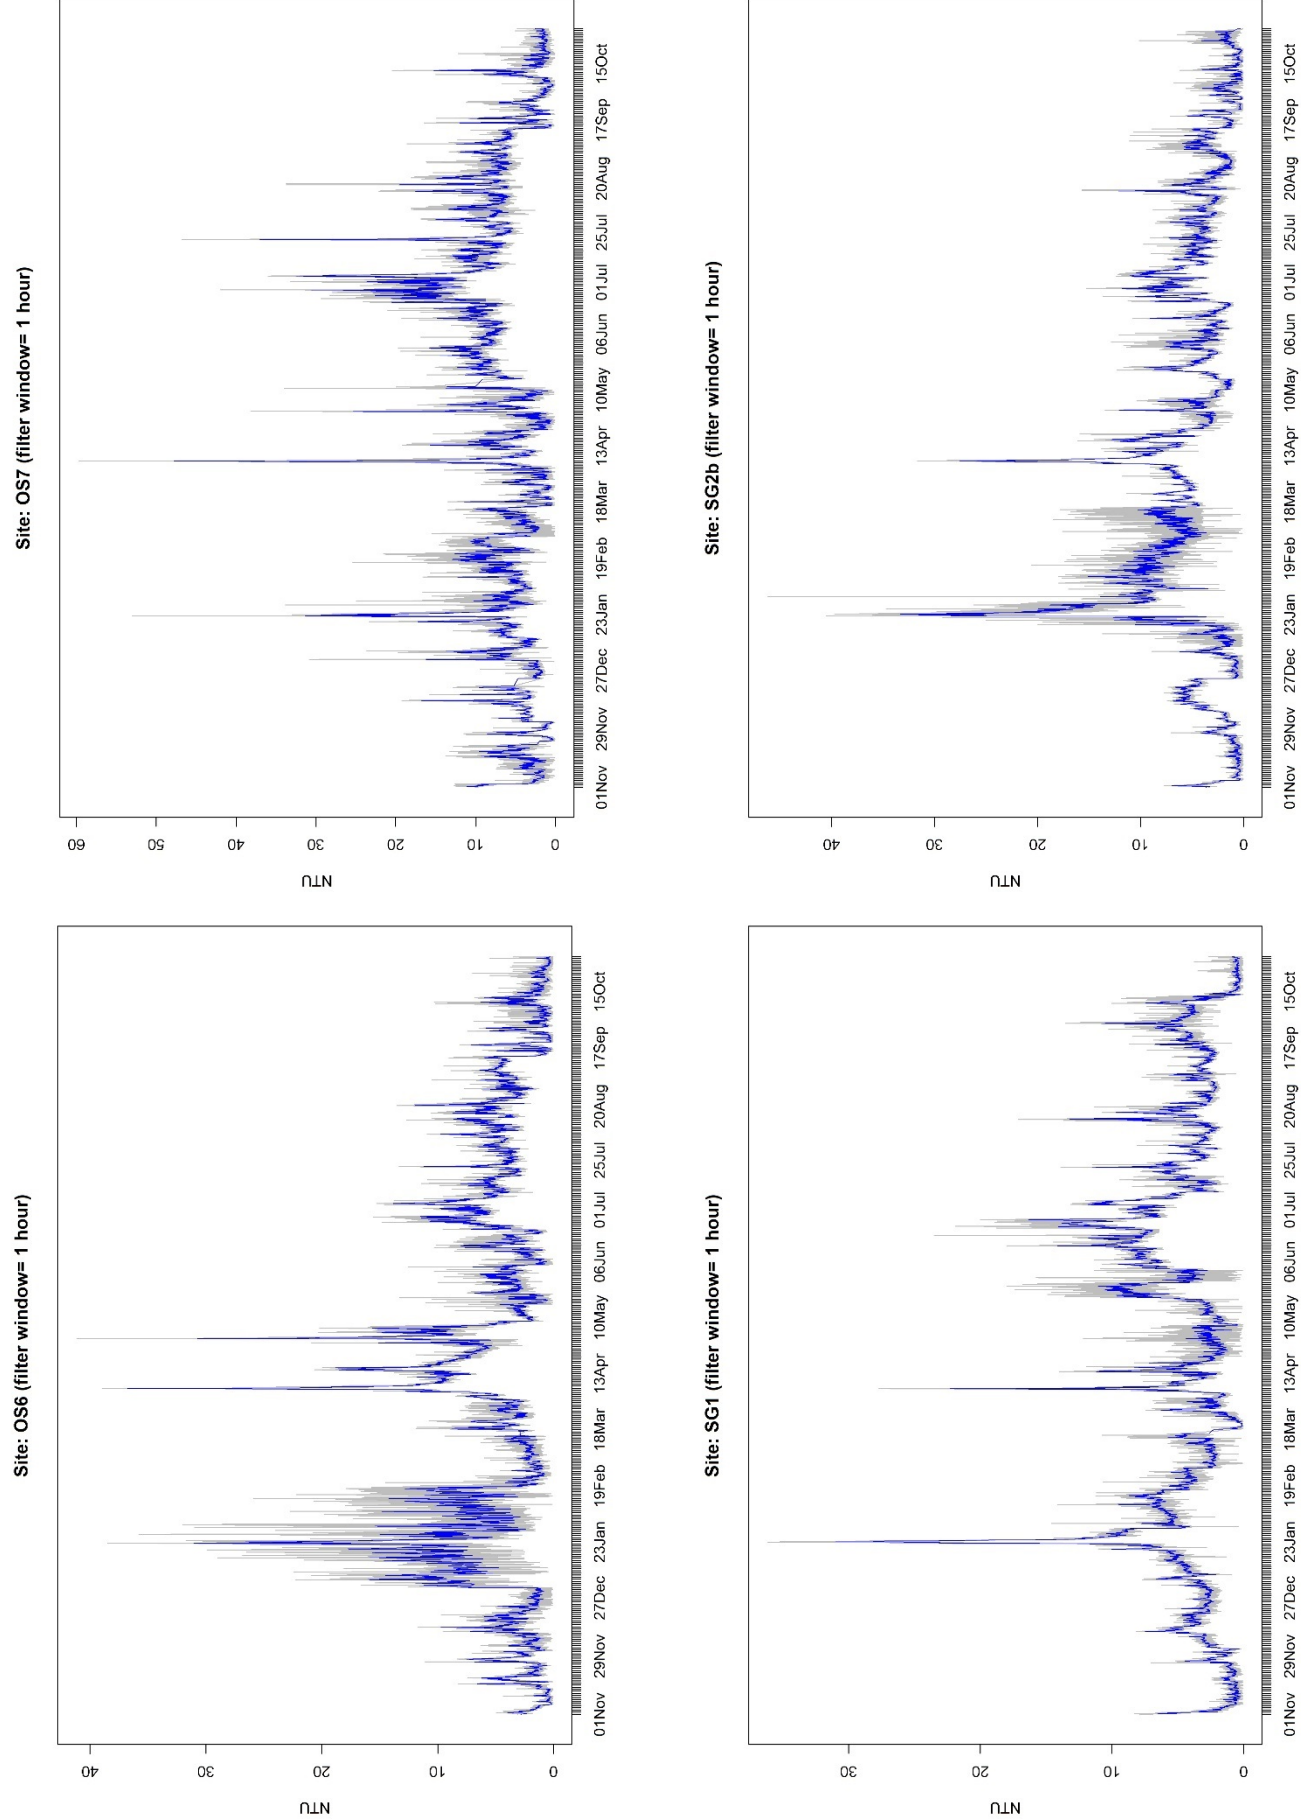 Site: OS6 (filter window= 1 hour)
NTU
0 10 20 30 40
01Nov 29Nov 27Dec 23Jan 19Feb 18Mar 13Apr 10May 06Jun 01Jul 25Jul 20Aug 17Sep 15Oct
Site: OS7 (filter window= 1 hour)
NTU
0 10 20 30 40 50 60
01Nov 29Nov 27Dec 23Jan 19Feb 18Mar 13Apr 10May 06Jun 01Jul 25Jul 20Aug 17Sep 15Oct
Site: SG1 (filter window= 1 hour)
NTU
0 10 20 30
01Nov 29Nov 27Dec 23Jan 19Feb 18Mar 13Apr 10May 06Jun 01Jul 25Jul 20Aug 17Sep 15Oct
Site: SG2b (filter window= 1 hour)
NTU
0 10 20 30 40
01Nov 29Nov 27Dec 23Jan 19Feb 18Mar 13Apr 10May 06Jun 01Jul 25Jul 20Aug 17Sep 15Oct